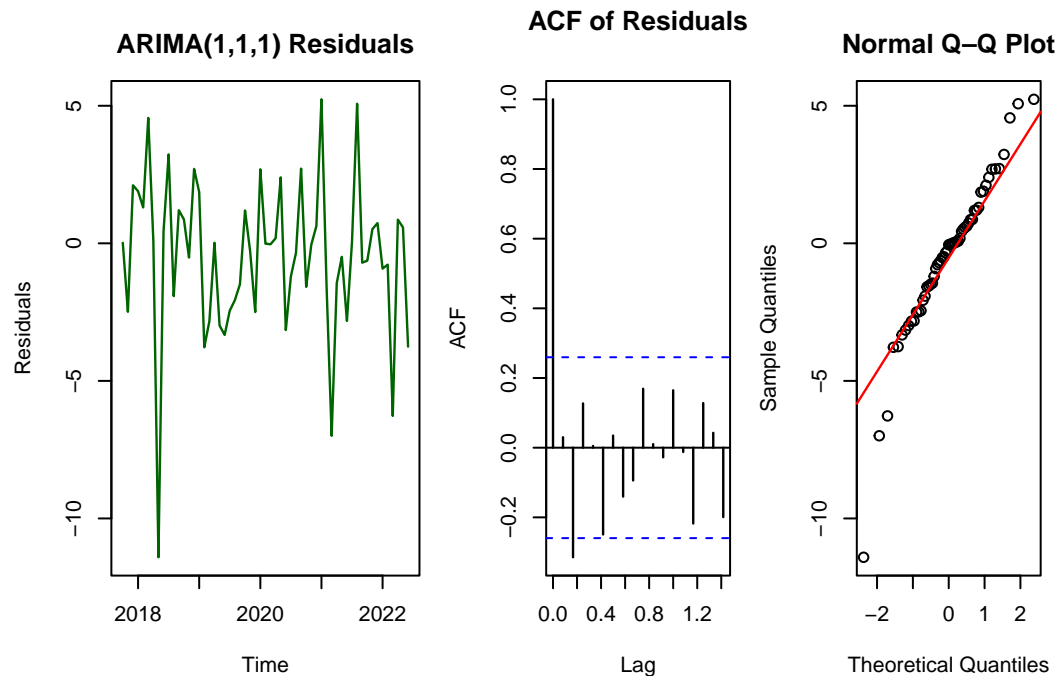 ARIMA(1,1,1) Residuals
Residuals
5
0
−5
−10
2018 2020 2022
Time
ACF of Residuals
ACF
1.0
0.8
0.6
0.4
0.2
0.0
−0.2
0.0 0.4 0.8 1.2
Lag
Normal Q−Q Plot
Sample Quantiles
5
0
−5
−10
−2 0 1 2
Theoretical Quantiles